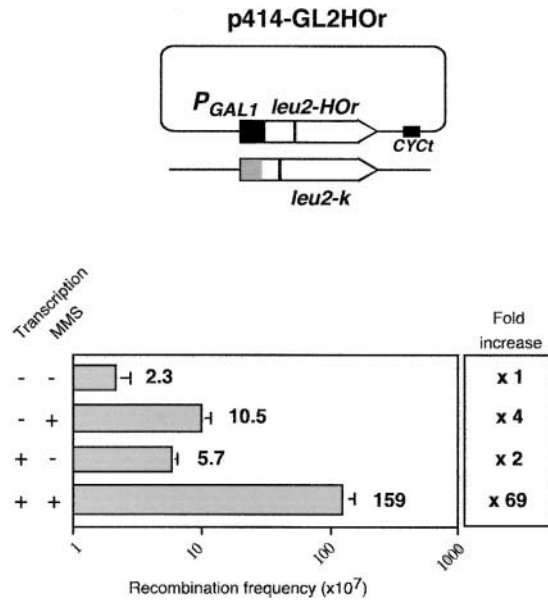 p414-GL2HOr
PGAL1 leu2-HOr
CYCt
leu2-k
Transcription
MMS
Fold
increase
- - 2.3 x 1
- + 10.5 x 4
+ - 5.7 x 2
+ + 159 x 69
1 10 100 1000
Recombination frequency (x10⁷)